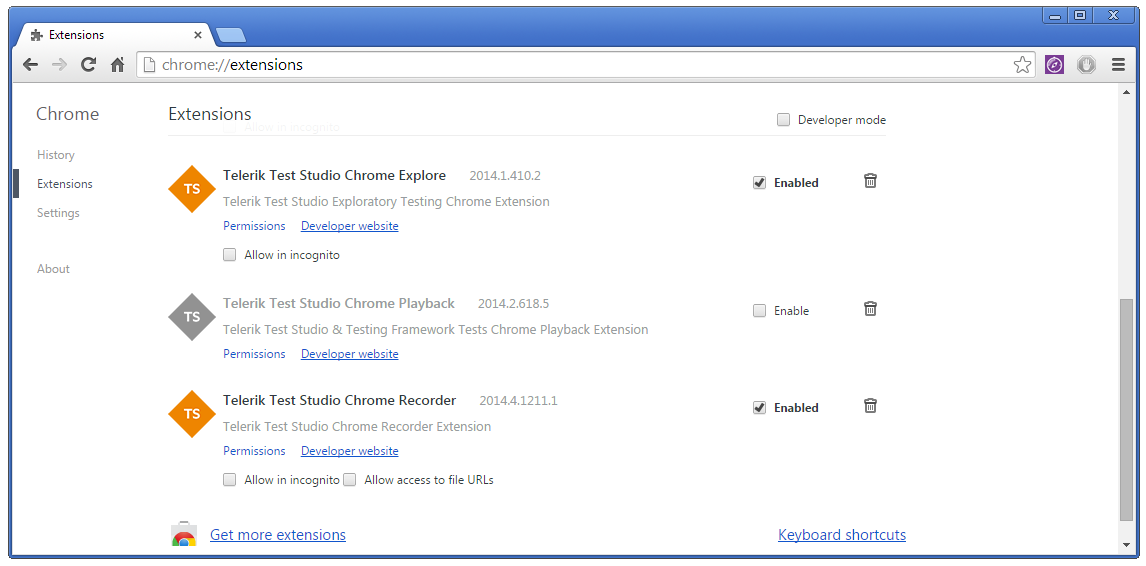 Extensions
chrome://extensions
Chrome
Extensions
Allow in incognito
Developer mode
History
Extensions
Settings
About
TS
Telerik Test Studio Chrome Explore 2014.1.410.2
Enabled
Telerik Test Studio Exploratory Testing Chrome Extension
Permissions Developer website
Allow in incognito
TS
Telerik Test Studio Chrome Playback 2014.2.618.5
Enable
Telerik Test Studio & Testing Framework Tests Chrome Playback Extension
Permissions Developer website
TS
Telerik Test Studio Chrome Recorder 2014.4.1211.1
Enabled
Telerik Test Studio Chrome Recorder Extension
Permissions Developer website
Allow in incognito Allow access to file URLs
Get more extensions
Keyboard shortcuts